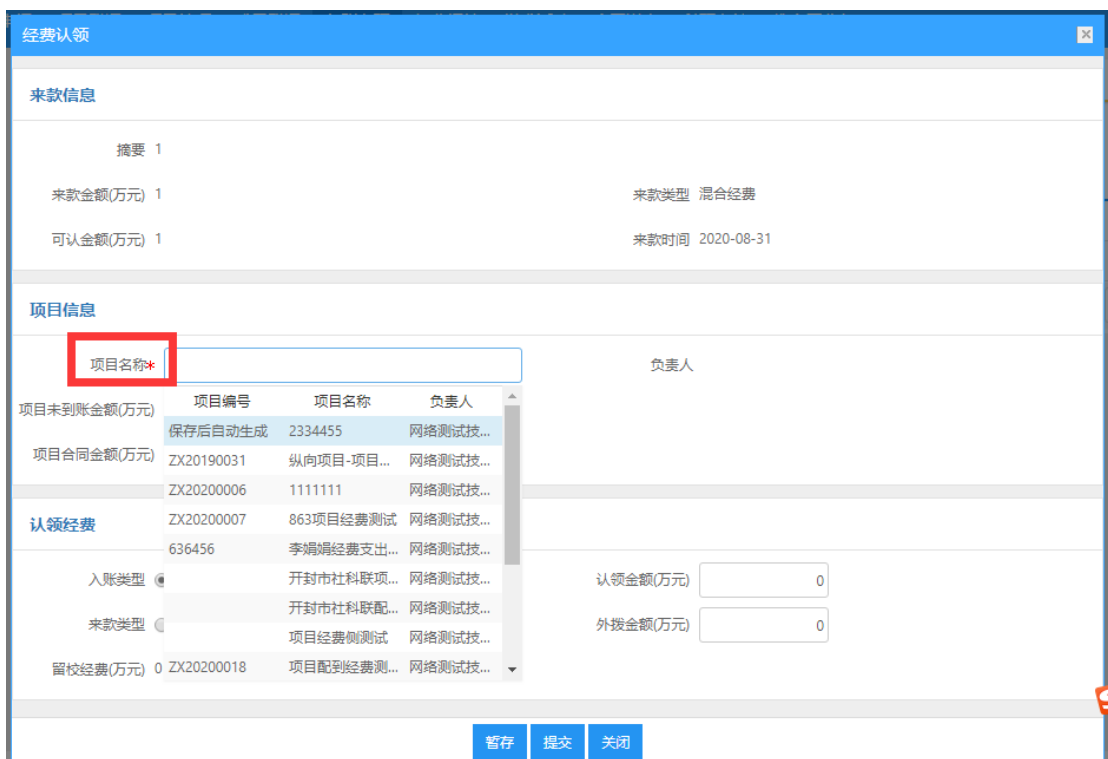 经费认领
来款信息
摘要 1
来款金额(万元) 1 来款类型 混合经费
可认金额(万元) 1 来款时间 2020-08-31
项目信息
项目名称* 负责人
项目未到账金额(万元) 项目编号 项目名称 负责人
保存后自动生成 2334455 网络测试技...
项目合同金额(万元) ZX20190031 纵向项目-项目... 网络测试技...
ZX20200006 1111111 网络测试技...
认领经费 ZX20200007 863项目经费测试 网络测试技...
636456 李娟娟经费支出... 网络测试技...
入账类型 开封市社科联项... 网络测试技... 认领金额(万元) 0
开封市社科联配... 网络测试技...
来款类型 项目经费侧测试 网络测试技... 外拨金额(万元) 0
留校经费(万元) 0 ZX20200018 项目配到经费测... 网络测试技...
暂存 提交 关闭